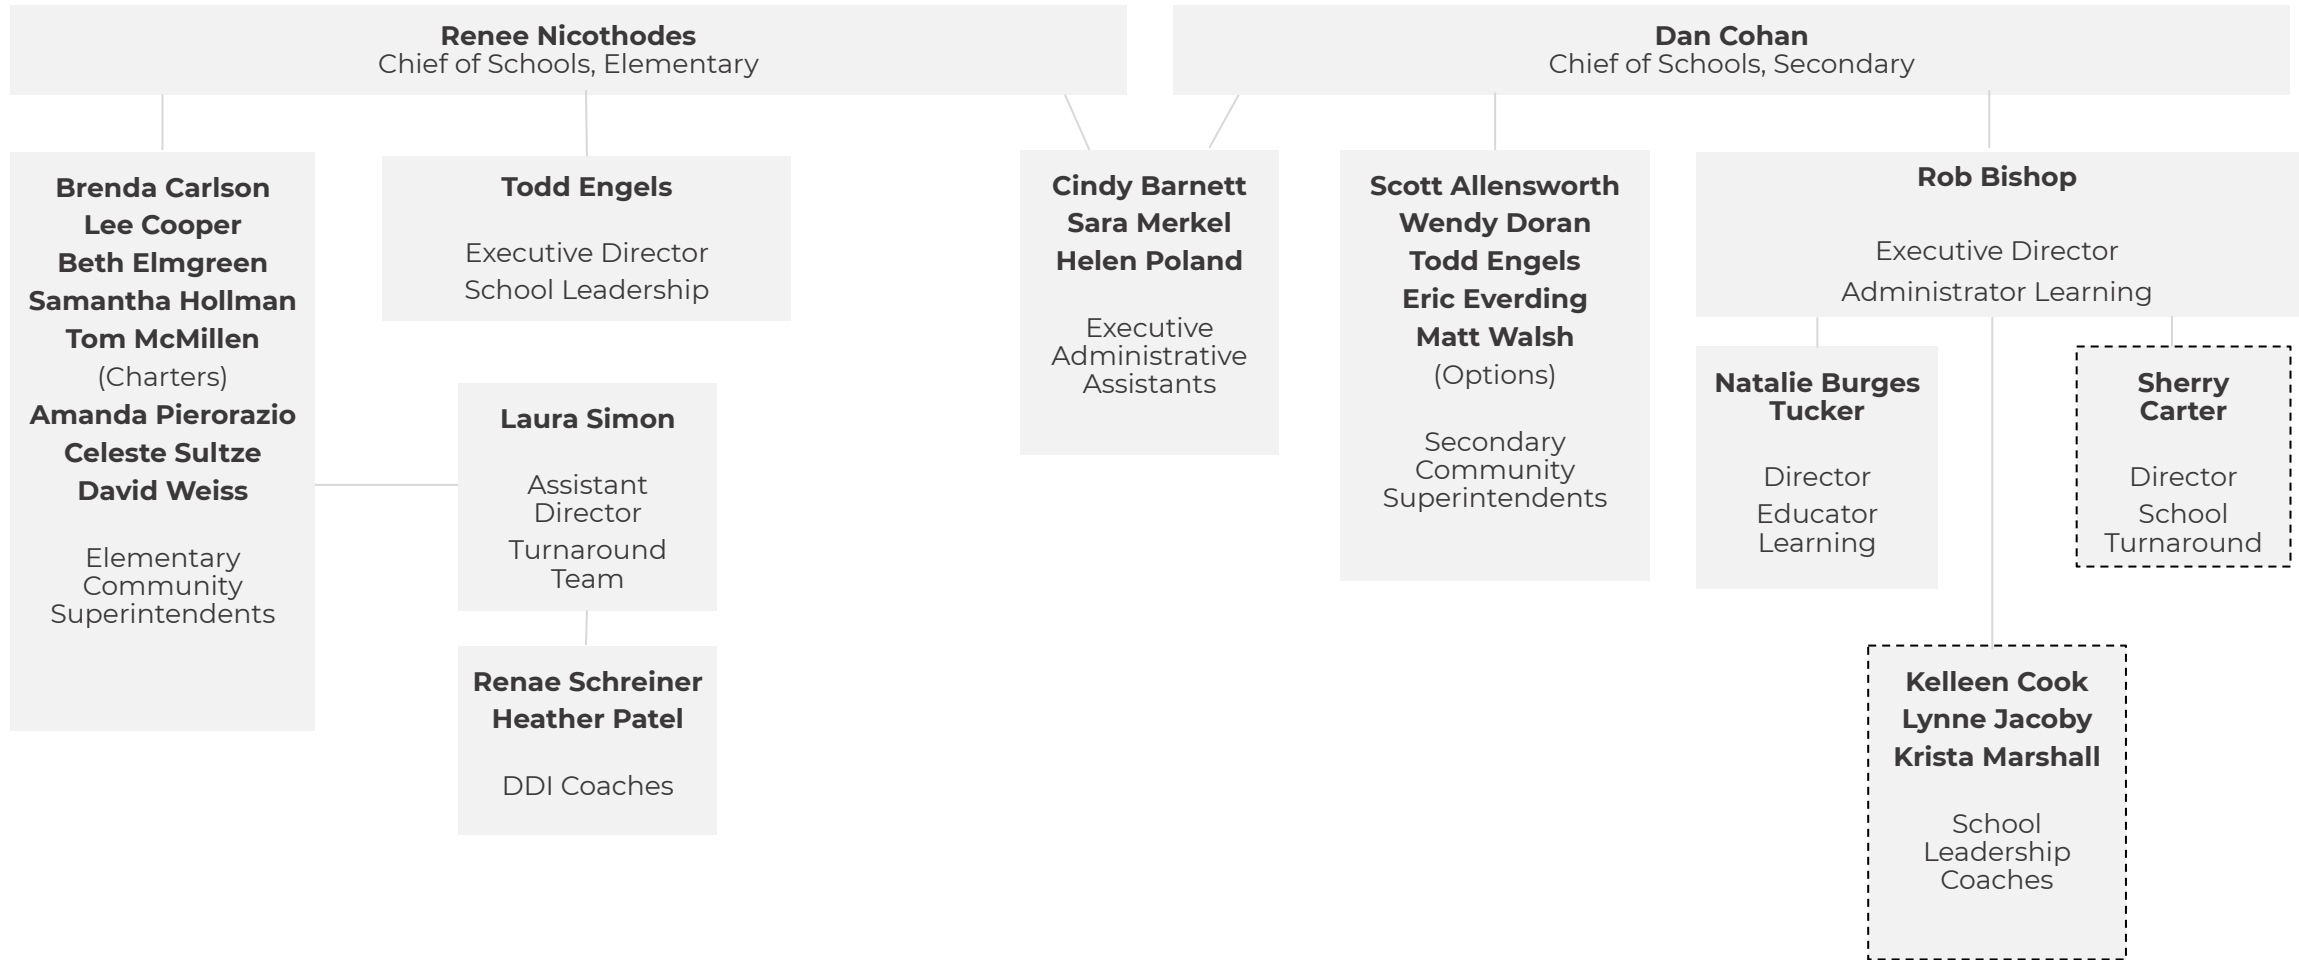 Renee Nicothodes
Chief of Schools, Elementary
Dan Cohan
Chief of Schools, Secondary
Brenda Carlson
Lee Cooper
Beth Elmgreen
Samantha Hollman
Tom McMillen
(Charters)
Amanda Pierorazio
Celeste Sultze
David Weiss
Elementary
Community
Superintendents
Todd Engels
Executive Director
School Leadership
Laura Simon
Assistant
Director
Turnaround
Team
Renae Schreiner
Heather Patel
DDI Coaches
Cindy Barnett
Sara Merkel
Helen Poland
Executive
Administrative
Assistants
Scott Allensworth
Wendy Doran
Todd Engels
Eric Everding
Matt Walsh
(Options)
Secondary
Community
Superintendents
Rob Bishop
Executive Director
Administrator Learning
Natalie Burges
Tucker
Director
Educator
Learning
Sherry
Carter
Director
School
Turnaround
Kelleen Cook
Lynne Jacoby
Krista Marshall
School
Leadership
Coaches